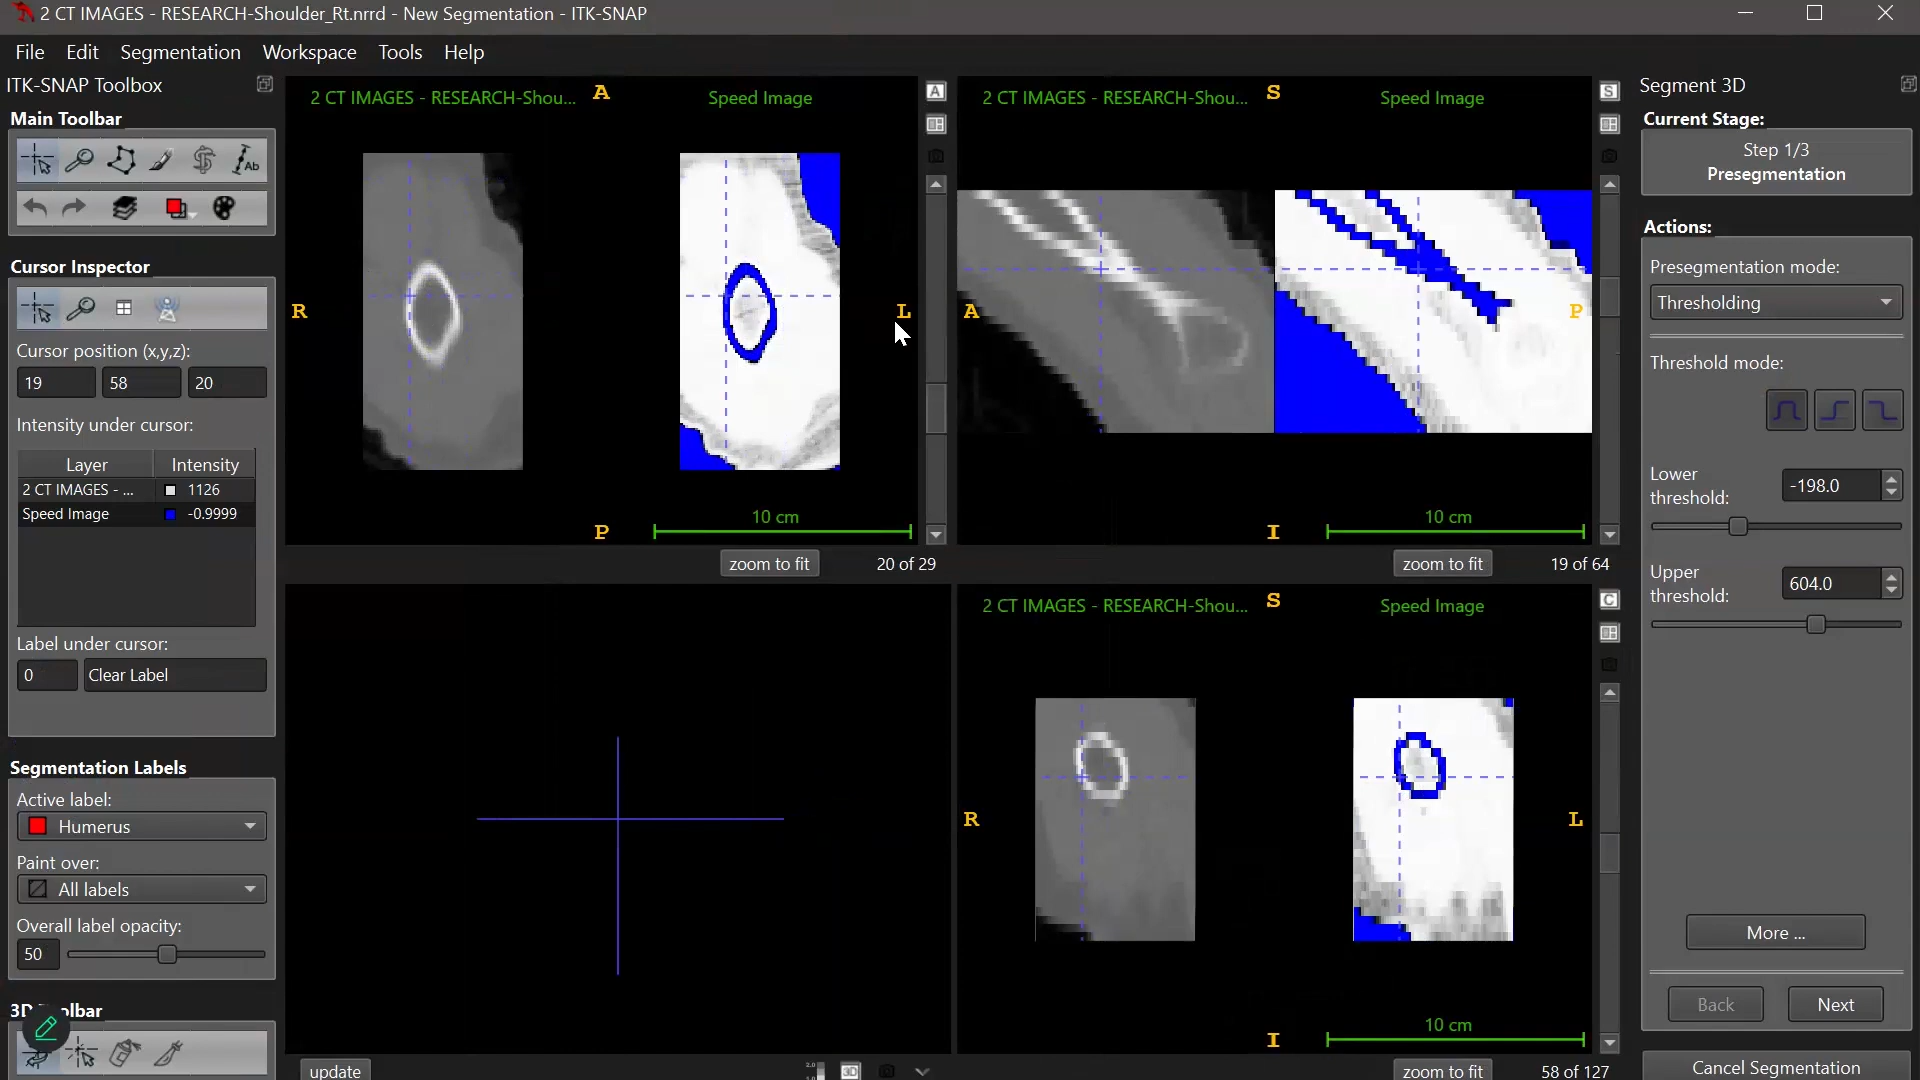 2 CT IMAGES - RESEARCH-Shoulder_Rt.nrrd - New Segmentation - ITK-SNAP
File Edit Segmentation Workspace Tools Help
ITK-SNAP Toolbox
Main Toolbar
Ab
Cursor Inspector
Cursor position (x,y,z):
19 58 20
Intensity under cursor:
Layer Intensity
2 CT IMAGES - ... 1126
Speed Image -0.9999
Label under cursor:
0 Clear Label
Segmentation Labels
Active label:
Humerus
Paint over:
All labels
Overall label opacity:
50
2 CT IMAGES - RESEARCH-Shou... A Speed Image
A
R
L
10 cm
P
zoom to fit 20 of 29
2 CT IMAGES - RESEARCH-Shou... S Speed Image
S
A
P
10 cm
I
zoom to fit 19 of 64
update
3D
2 CT IMAGES - RESEARCH-Shou... S Speed Image
C
R
L
10 cm
I
zoom to fit 58 of 127
Segment 3D
Current Stage:
Step 1/3
Presegmentation
Actions:
Presegmentation mode:
Thresholding
Threshold mode:
Lower threshold: -198.0
Upper threshold: 604.0
More ...
Back Next
Cancel Segmentation